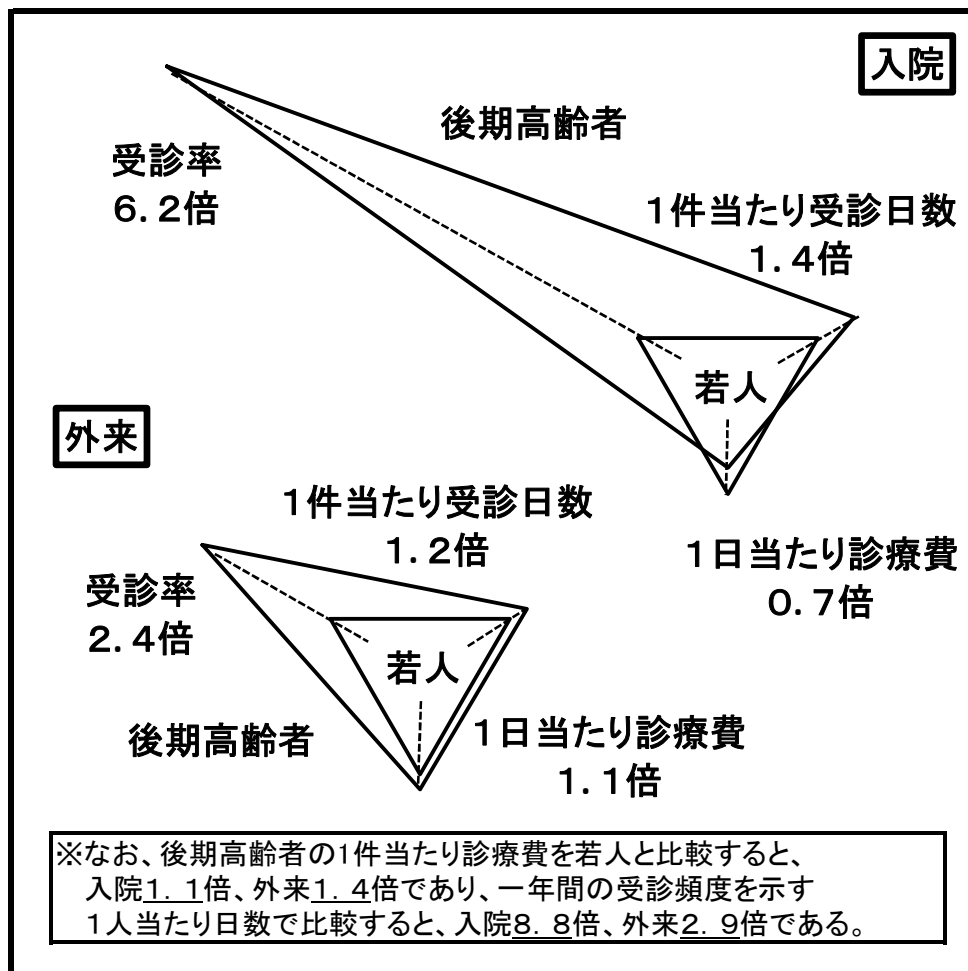 入院
後期高齢者
受診率
６．２倍
１件当たり受診日数
１．４倍
若人
１日当たり診療費
０．７倍
外来
１件当たり受診日数
１．２倍
受診率
２．４倍
若人
後期高齢者
１日当たり診療費
１．１倍
※なお、後期高齢者の1件当たり診療費を若人と比較すると、
入院１．１倍、外来１．４倍であり、一年間の受診頻度を示す
１人当たり日数で比較すると、入院８．８倍、外来２．９倍である。